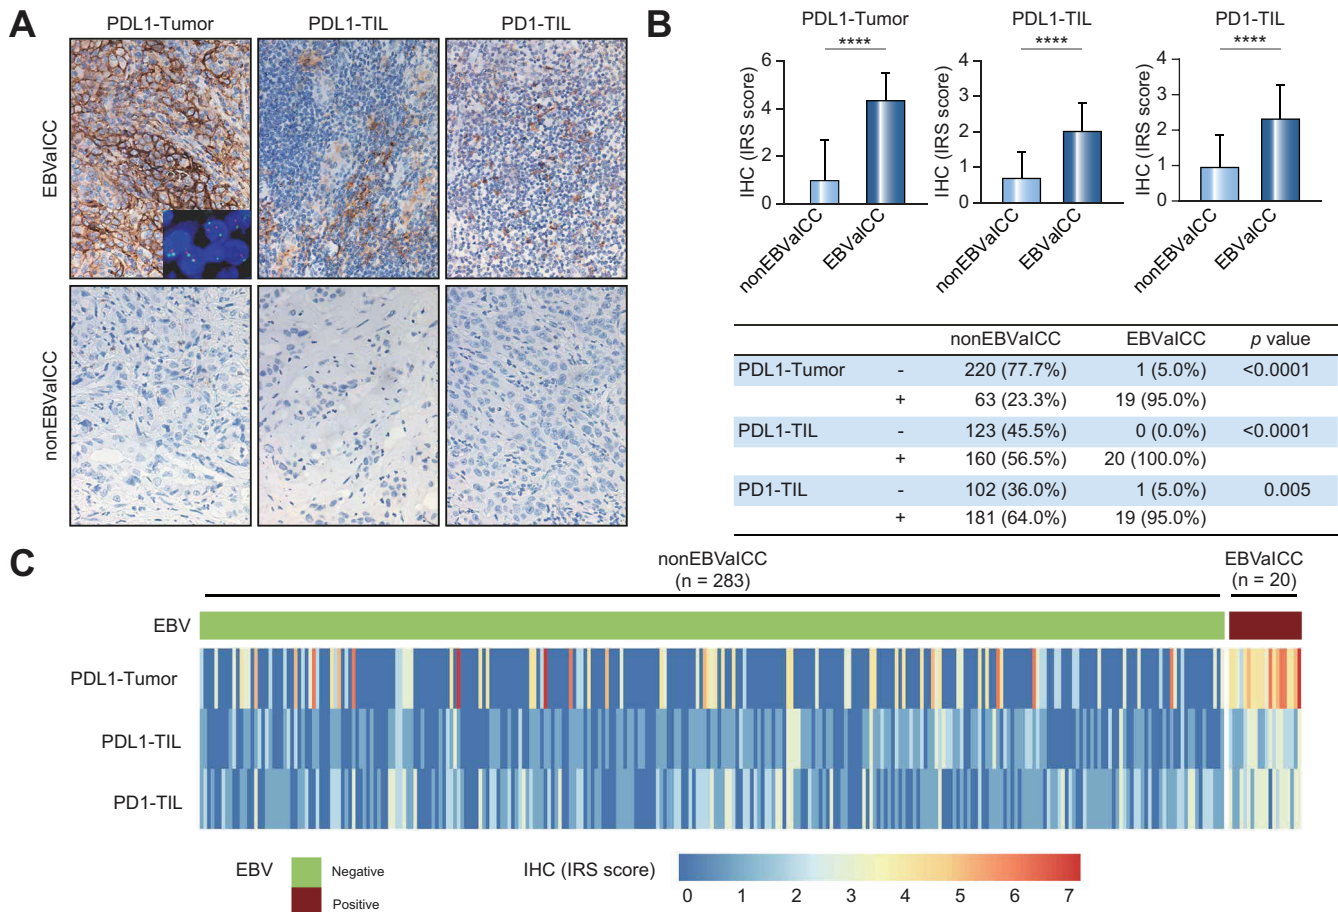 A
PDL1-Tumor PDL1-TIL PD1-TIL
EBVaICC
nonEBVaICC
B
PDL1-Tumor PDL1-TIL PD1-TIL
**** **** ****
IHC (IRS score)
6
4
2
0
nonEBVaICC
EBVaICC
IHC (IRS score)
4
3
2
1
0
nonEBVaICC
EBVaICC
IHC (IRS score)
4
3
2
1
0
nonEBVaICC
EBVaICC
nonEBVaICC EBVaICC p value
PDL1-Tumor - 220 (77.7%) 1 (5.0%) <0.0001
+ 63 (23.3%) 19 (95.0%)
PDL1-TIL - 123 (45.5%) 0 (0.0%) <0.0001
+ 160 (56.5%) 20 (100.0%)
PD1-TIL - 102 (36.0%) 1 (5.0%) 0.005
+ 181 (64.0%) 19 (95.0%)
C
nonEBVaICC EBVaICC
(n = 283) (n = 20)
EBV
PDL1-Tumor
PDL1-TIL
PD1-TIL
EBV Negative
Positive
IHC (IRS score)
0 1 2 3 4 5 6 7